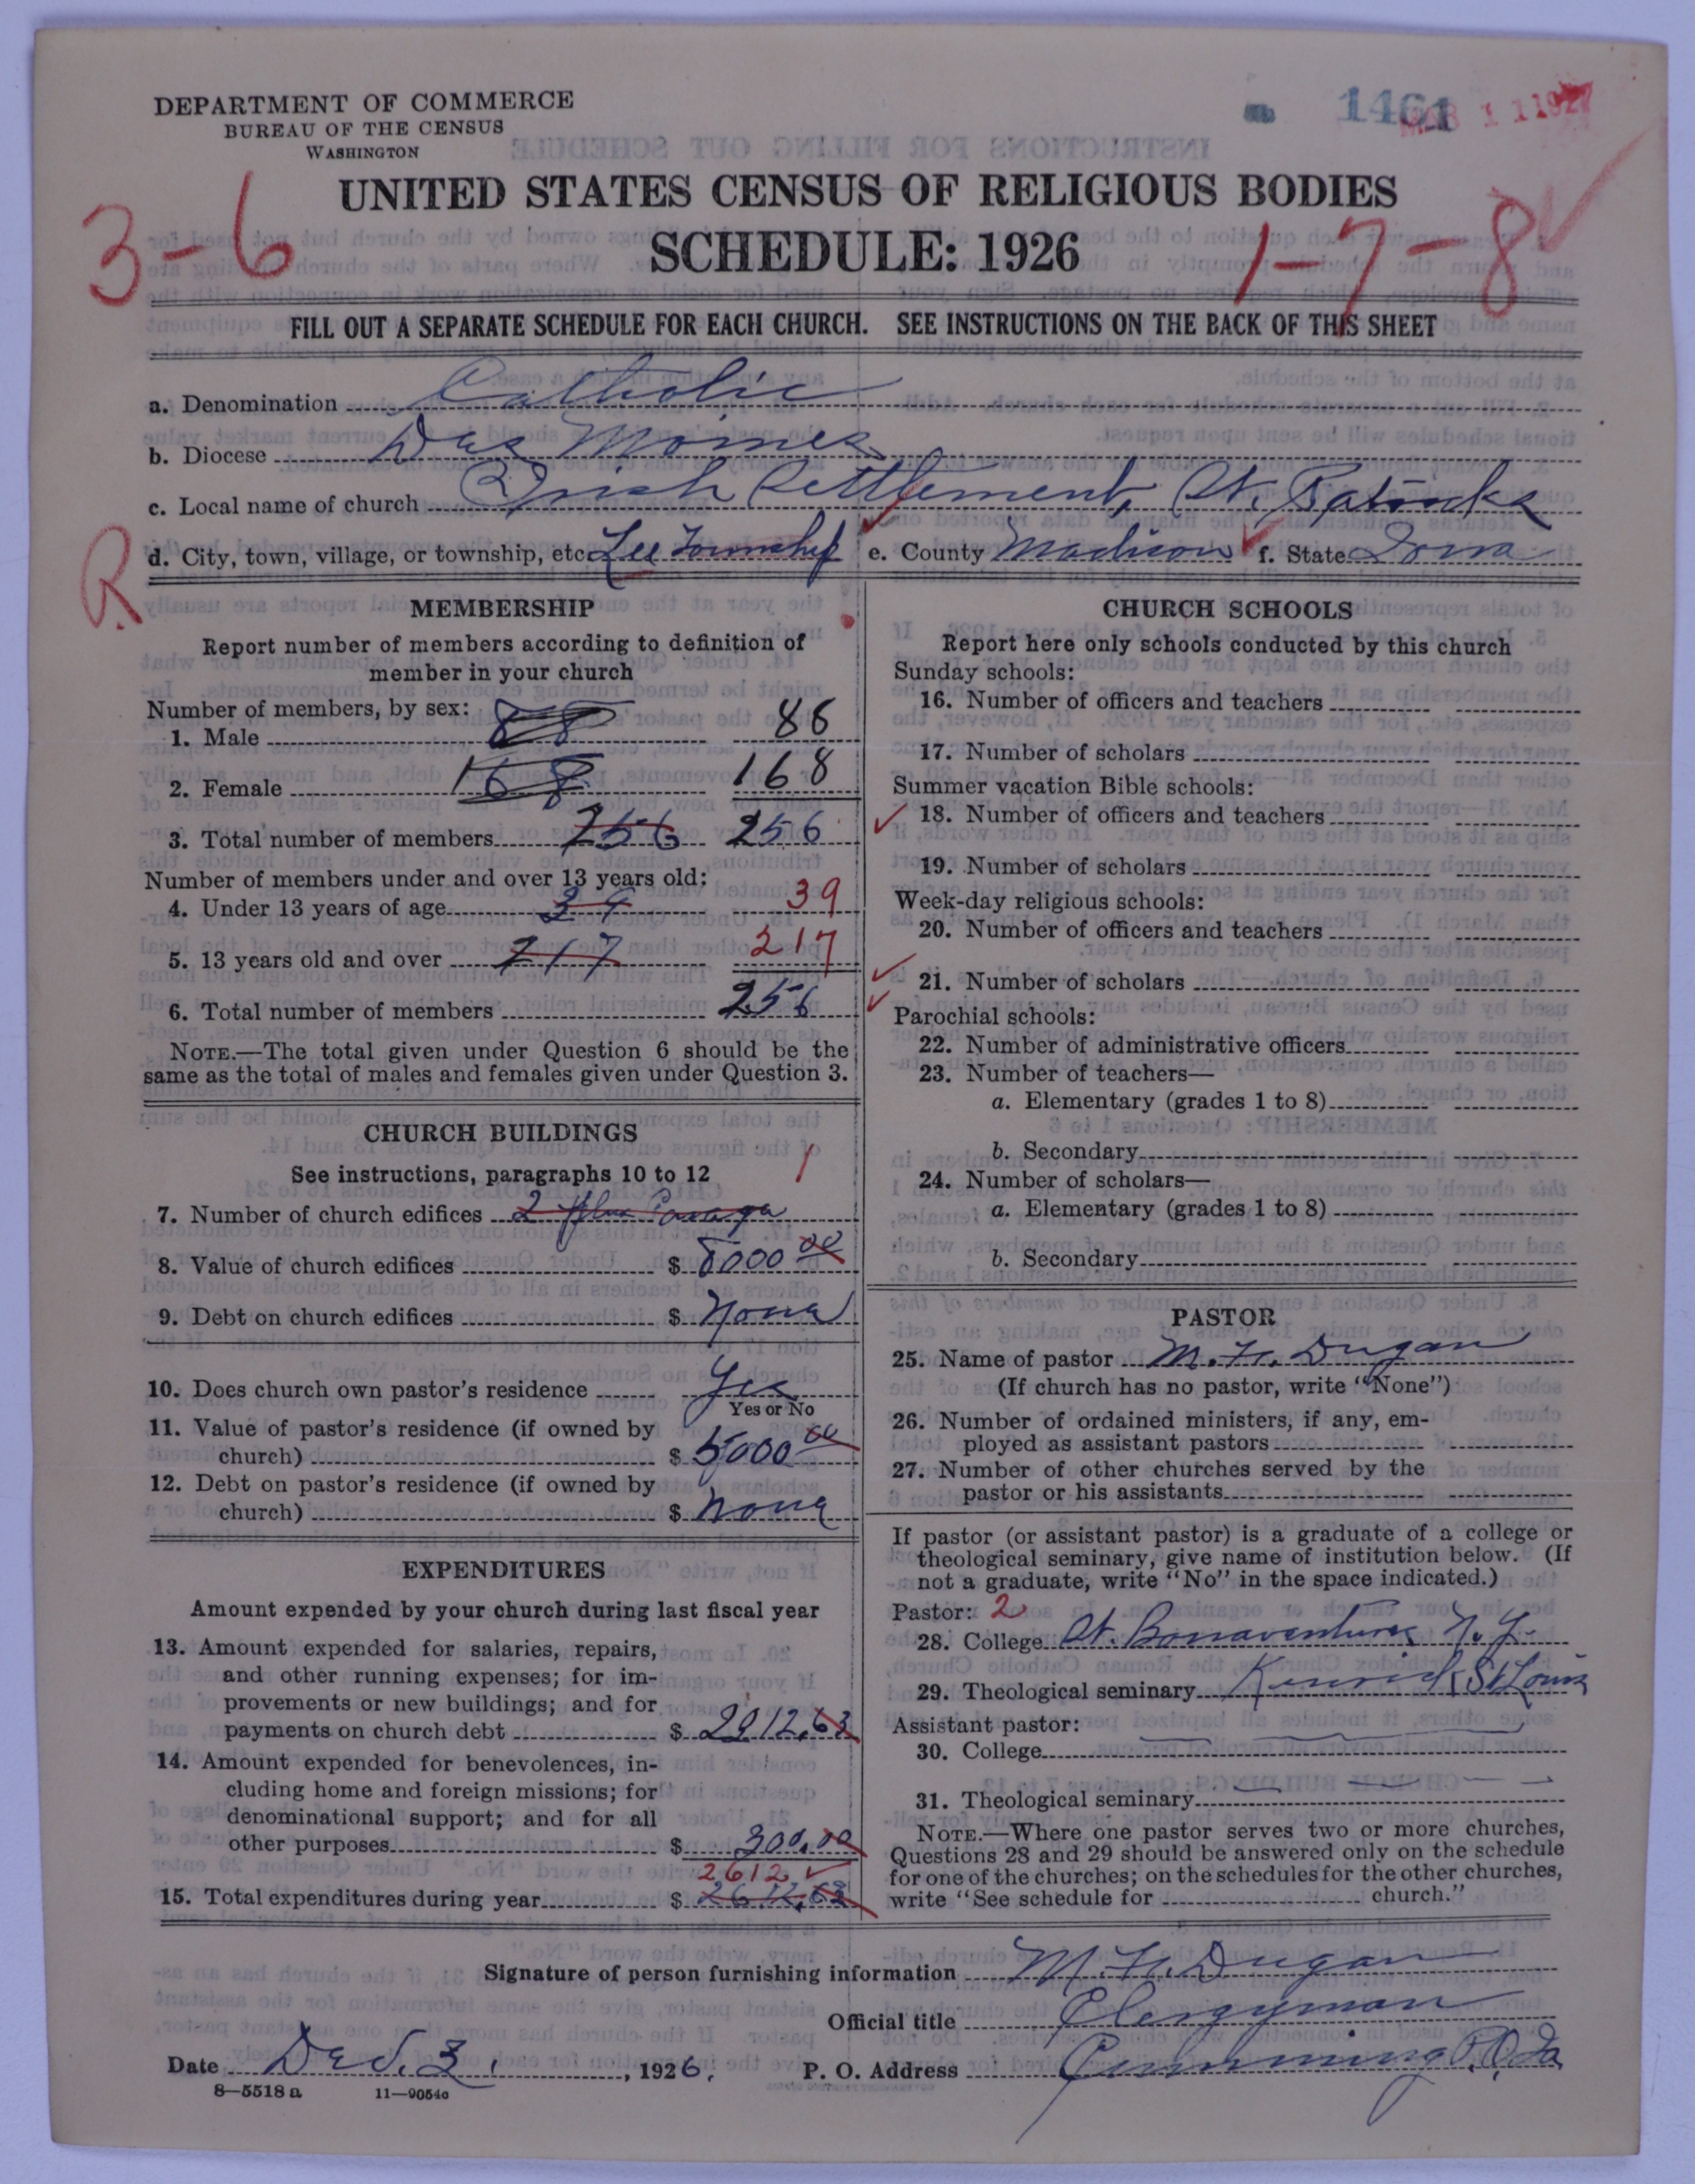 DEPARTMENT OF COMMERCE
BUREAU OF THE CENSUS
WASHINGTON
1461
MAR 1 1 1927
UNITED STATES CENSUS OF RELIGIOUS BODIES
SCHEDULE: 1926
3-6
1-7-8
FILL OUT A SEPARATE SCHEDULE FOR EACH CHURCH. SEE INSTRUCTIONS ON THE BACK OF THIS SHEET
a. Denomination Catholic
b. Diocese Des Moines
c. Local name of church Irish Settlement, St. Patricks
d. City, town, village, or township, etc. Lee Township e. County Madison f. State Iowa
R
MEMBERSHIP
Report number of members according to definition of
member in your church
Number of members, by sex:
1. Male 88 88
2. Female 168 168
3. Total number of members 256 256
Number of members under and over 13 years old:
4. Under 13 years of age 39 39
5. 13 years old and over 217 217
6. Total number of members 256
NOTE.—The total given under Question 6 should be the
same as the total of males and females given under Question 3.
CHURCH BUILDINGS
See instructions, paragraphs 10 to 12
1
7. Number of church edifices 2
8. Value of church edifices $ 8000 00
9. Debt on church edifices $ None
10. Does church own pastor's residence Yes
Yes or No
11. Value of pastor's residence (if owned by
church) $ 5000 00
12. Debt on pastor's residence (if owned by
church) $ None
EXPENDITURES
Amount expended by your church during last fiscal year
13. Amount expended for salaries, repairs,
and other running expenses; for im-
provements or new buildings; and for
payments on church debt $ 2312.63
14. Amount expended for benevolences, in-
cluding home and foreign missions; for
denominational support; and for all
other purposes $ 300.00
2612
15. Total expenditures during year $ 2612.63
CHURCH SCHOOLS
Report here only schools conducted by this church
Sunday schools:
16. Number of officers and teachers
17. Number of scholars
Summer vacation Bible schools:
18. Number of officers and teachers
19. Number of scholars
Week-day religious schools:
20. Number of officers and teachers
21. Number of scholars
Parochial schools:
22. Number of administrative officers
23. Number of teachers—
a. Elementary (grades 1 to 8)
b. Secondary
24. Number of scholars—
a. Elementary (grades 1 to 8)
b. Secondary
PASTOR
25. Name of pastor M. F. Dugan
(If church has no pastor, write "None")
26. Number of ordained ministers, if any, em-
ployed as assistant pastors
27. Number of other churches served by the
pastor or his assistants
If pastor (or assistant pastor) is a graduate of a college or
theological seminary, give name of institution below. (If
not a graduate, write "No" in the space indicated.)
Pastor: 2
28. College St. Bonaventures N.Y.
29. Theological seminary Kenrick St Louis
Assistant pastor:
30. College
31. Theological seminary
NOTE.—Where one pastor serves two or more churches,
Questions 28 and 29 should be answered only on the schedule
for one of the churches; on the schedules for the other churches,
write "See schedule for church."
Signature of person furnishing information M. F. Dugan
Official title Clergyman
Date Dec. 3, 1926. P. O. Address Cumming P.O. Ia
8—5518 a 11—9054c